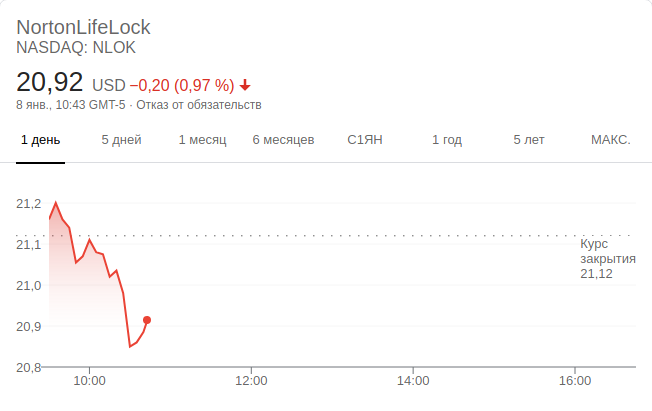 NortonLifeLock
NASDAQ: NLOK
20,92 USD −0,20 (0,97 %)
8 янв., 10:43 GMT-5 · Отказ от обязательств
1 день 5 дней 1 месяц 6 месяцев С1ЯН 1 год 5 лет МАКС.
21,2
21,1
21,0
20,9
20,8
Курс
закрытия
21,12
10:00 12:00 14:00 16:00